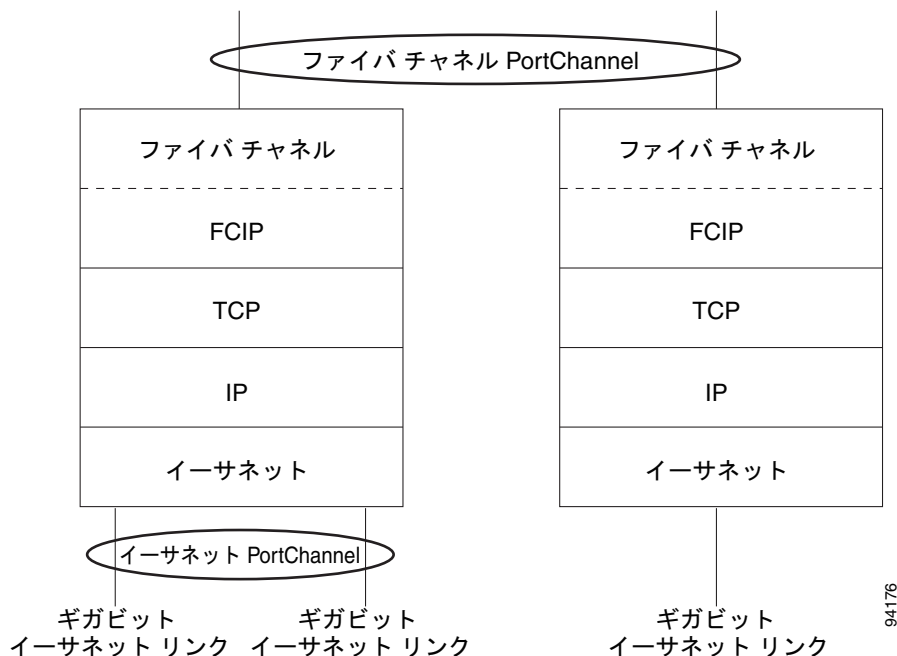 ファイバ チャネル PortChannel
ファイバ チャネル
FCIP
TCP
IP
イーサネット
ファイバ チャネル
FCIP
TCP
IP
イーサネット
イーサネット PortChannel
ギガビット
イーサネット リンク
ギガビット
イーサネット リンク
ギガビット
イーサネット リンク
94176